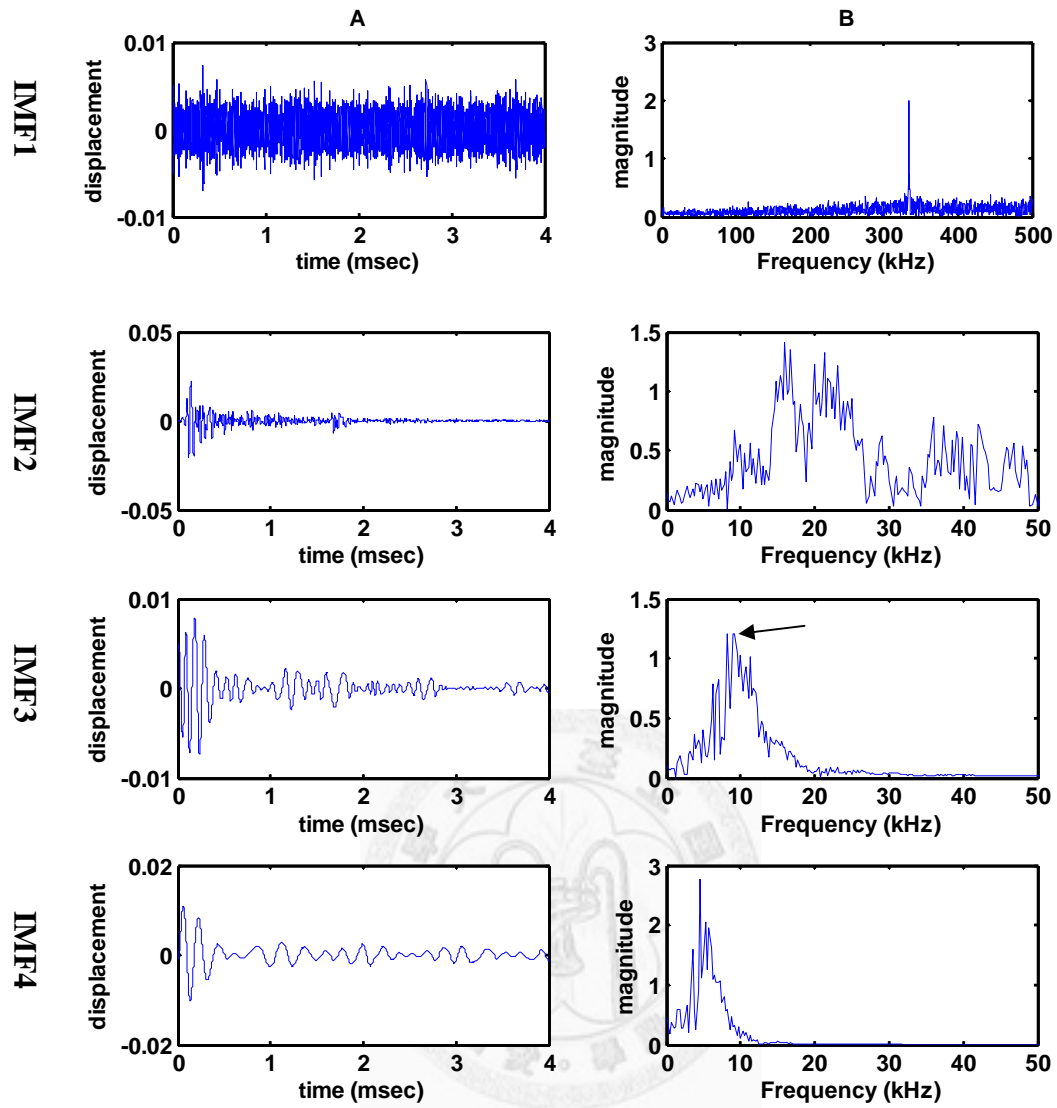 A
B
IMF1
displacement
0.01
0
-0.01
0 1 2 3 4
time (msec)
magnitude
3
2
1
0
0 100 200 300 400 500
Frequency (kHz)
IMF2
displacement
0.05
0
-0.05
0 1 2 3 4
time (msec)
magnitude
1.5
1
0.5
0
0 10 20 30 40 50
Frequency (kHz)
IMF3
displacement
0.01
0
-0.01
0 1 2 3 4
time (msec)
magnitude
1.5
1
0.5
0
0 10 20 30 40 50
Frequency (kHz)
IMF4
displacement
0.02
0
-0.02
0 1 2 3 4
time (msec)
magnitude
3
2
1
0
0 10 20 30 40 50
Frequency (kHz)